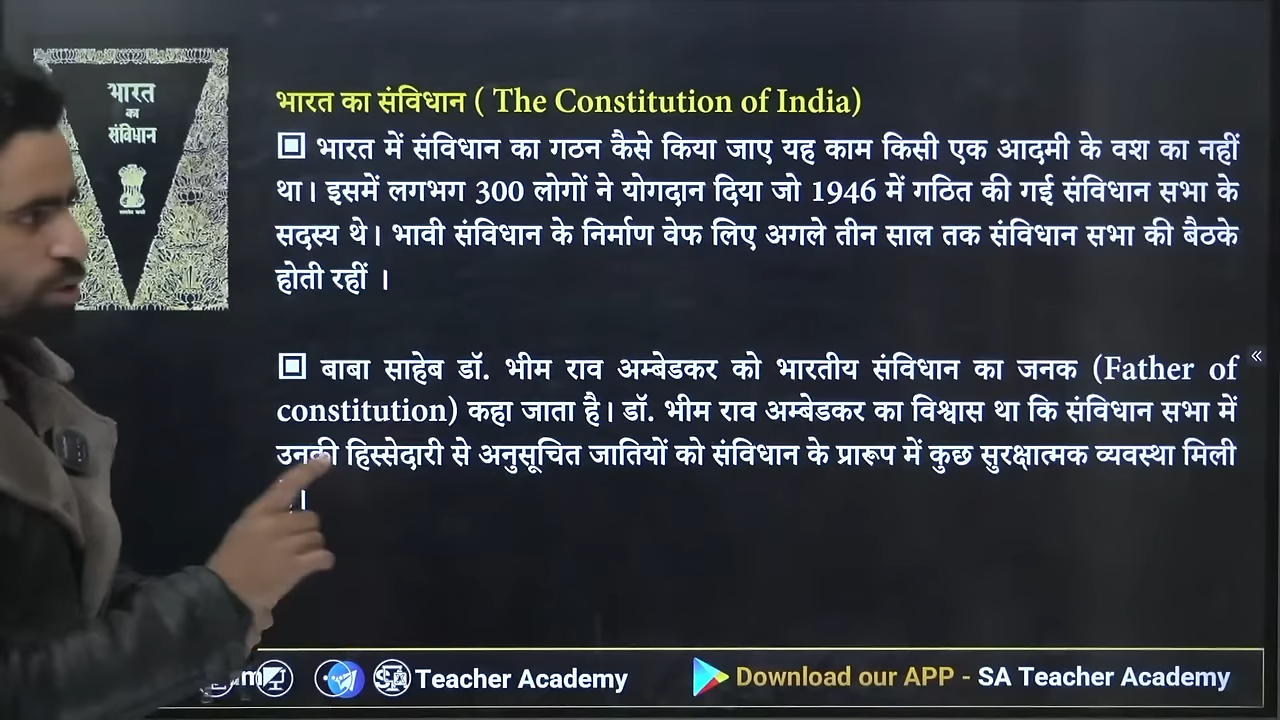 भारत
का
संविधान
भारत का संविधान ( The Constitution of India)
भारत में संविधान का गठन कैसे किया जाए यह काम किसी एक आदमी के वश का नहीं
था। इसमें लगभग 300 लोगों ने योगदान दिया जो 1946 में गठित की गई संविधान सभा के
सदस्य थे। भावी संविधान के निर्माण वेफ लिए अगले तीन साल तक संविधान सभा की बैठके
होती रहीं ।
बाबा साहेब डॉ. भीम राव अम्बेडकर को भारतीय संविधान का जनक (Father of
constitution) कहा जाता है। डॉ. भीम राव अम्बेडकर का विश्वास था कि संविधान सभा में
उनकी हिस्सेदारी से अनुसूचित जातियों को संविधान के प्रारूप में कुछ सुरक्षात्मक व्यवस्था मिली
।
Teacher Academy
Download our APP - SA Teacher Academy